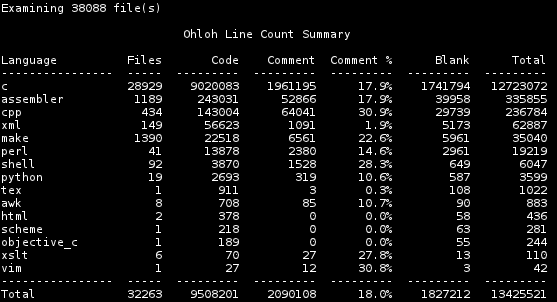 Examining 38088 file(s)
Ohloh Line Count Summary
Language Files Code Comment Comment % Blank Total
---------------- ------ --------- --------- --------- --------- ---------
c 28929 9020083 1961195 17.9% 1741794 12723072
assembler 1189 243031 52866 17.9% 39958 335855
cpp 434 143004 64041 30.9% 29739 236784
xml 149 56623 1091 1.9% 5173 62887
make 1390 22518 6561 22.6% 5961 35040
perl 41 13878 2380 14.6% 2961 19219
shell 92 3870 1528 28.3% 649 6047
python 19 2693 319 10.6% 587 3599
tex 1 911 3 0.3% 108 1022
awk 8 708 85 10.7% 90 883
html 2 378 0 0.0% 58 436
scheme 1 218 0 0.0% 63 281
objective_c 1 189 0 0.0% 55 244
xslt 6 70 27 27.8% 13 110
vim 1 27 12 30.8% 3 42
---------------- ------ --------- --------- --------- --------- ---------
Total 32263 9508201 2090108 18.0% 1827212 13425521